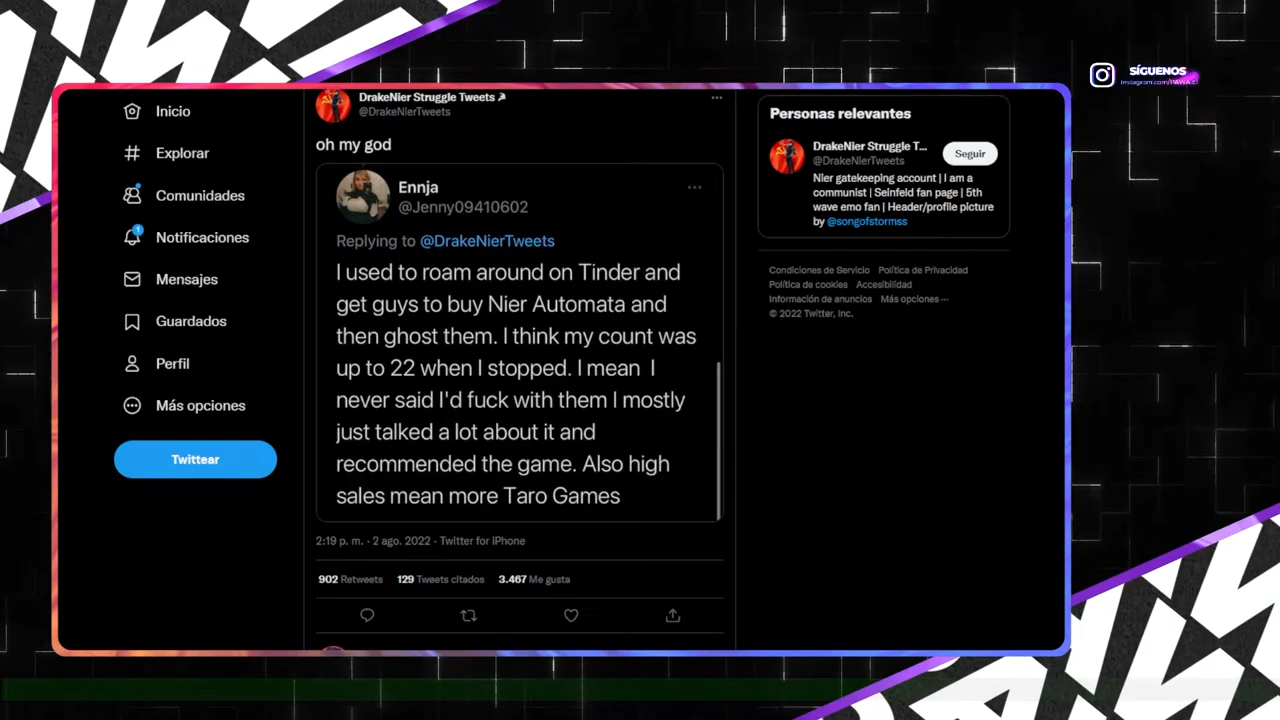 SÍGUENOS
Inicio
Explorar
Comunidades
Notificaciones
1
Mensajes
Guardados
Perfil
Más opciones
Twittear
DrakeNier Struggle Tweets
@DrakeNierTweets
oh my god
Ennja
@Jenny09410602
Replying to @DrakeNierTweets
I used to roam around on Tinder and
get guys to buy Nier Automata and
then ghost them. I think my count was
up to 22 when I stopped. I mean I
never said I'd fuck with them I mostly
just talked a lot about it and
recommended the game. Also high
sales mean more Taro Games
2:19 p. m. · 2 ago. 2022 · Twitter for iPhone
902 Retweets 129 Tweets citados 3.467 Me gusta
Personas relevantes
DrakeNier Struggle T...
@DrakeNierTweets
Seguir
Nier gatekeeping account | I am a
communist | Seinfeld fan page | 5th
wave emo fan | Header/profile picture
by @songofstormss
Condiciones de Servicio Política de Privacidad
Política de cookies Accesibilidad
Información de anuncios Más opciones ···
© 2022 Twitter, Inc.